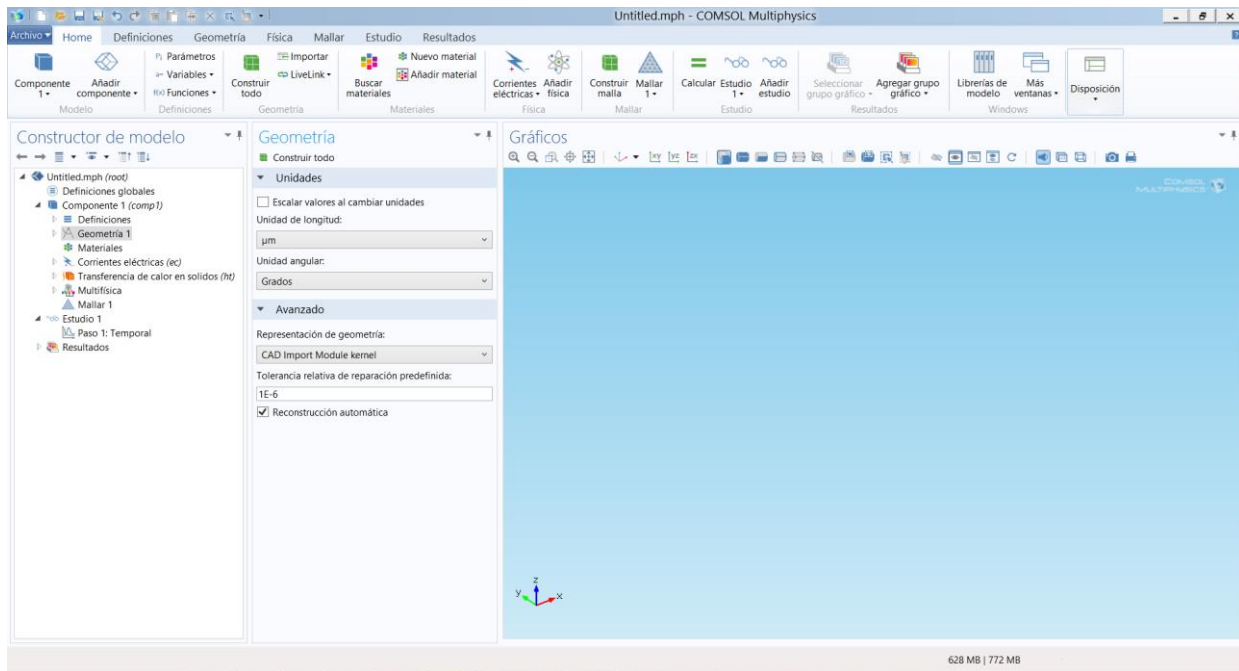 Untitled.mph - COMSOL Multiphysics
Archivo Home Definiciones Geometría Física Mallar Estudio Resultados
Componente 1
Añadir componente
Modelo
Pi Parámetros
a= Variables
f(x) Funciones
Definiciones
Construir todo
Importar
LiveLink
Geometría
Buscar materiales
Nuevo material
Añadir material
Materiales
Corrientes eléctricas
Añadir física
Física
Construir malla
Mallar 1
Mallar
Calcular
Estudio 1
Añadir estudio
Estudio
Seleccionar grupo gráfico
Agregar grupo gráfico
Resultados
Librerías de modelo
Más ventanas
Windows
Disposición
Constructor de modelo
Untitled.mph (root)
Definiciones globales
Componente 1 (comp1)
Definiciones
Geometría 1
Materiales
Corrientes eléctricas (ec)
Transferencia de calor en solidos (ht)
Multifísica
Mallar 1
Estudio 1
Paso 1: Temporal
Resultados
Geometría
Construir todo
Unidades
Escalar valores al cambiar unidades
Unidad de longitud:
µm
Unidad angular:
Grados
Avanzado
Representación de geometría:
CAD Import Module kernel
Tolerancia relativa de reparación predefinida:
1E-6
Reconstrucción automática
Gráficos
xy yz zx
COMSOL
MULTIPHYSICS
z
y x
628 MB | 772 MB